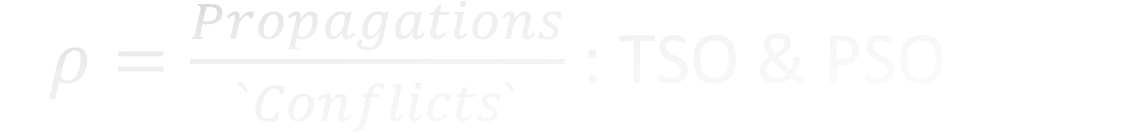 ρ = Propagations / `Conflicts` : TSO & PSO